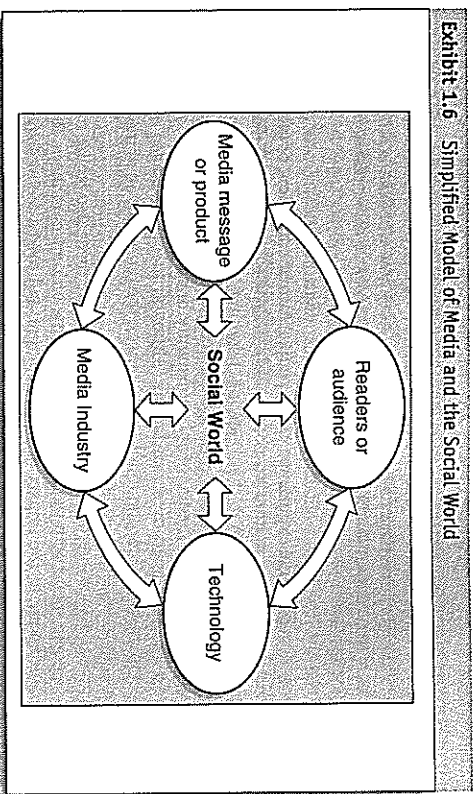 Exhibit 1.6 Simplified Model of Media and the Social World
Readers or
audience
Media message
or product
Social World
Technology
Media Industry